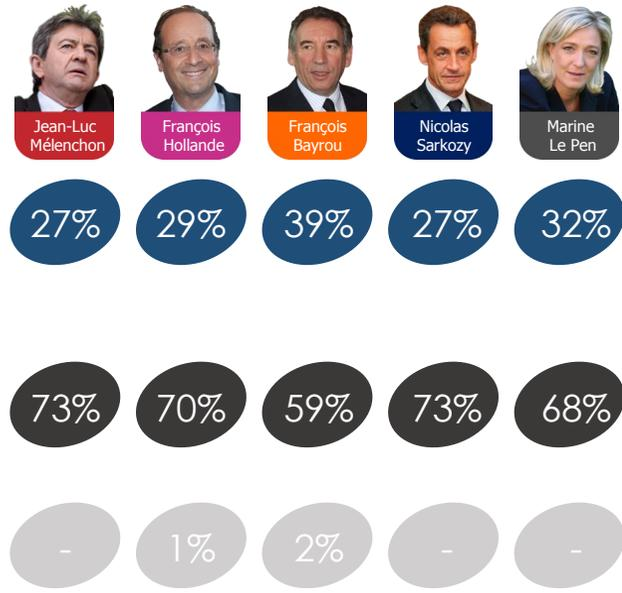 Jean-Luc Mélenchon
François Hollande
François Bayrou
Nicolas Sarkozy
Marine Le Pen
27% 29% 39% 27% 32%
73% 70% 59% 73% 68%
- 1% 2% - -